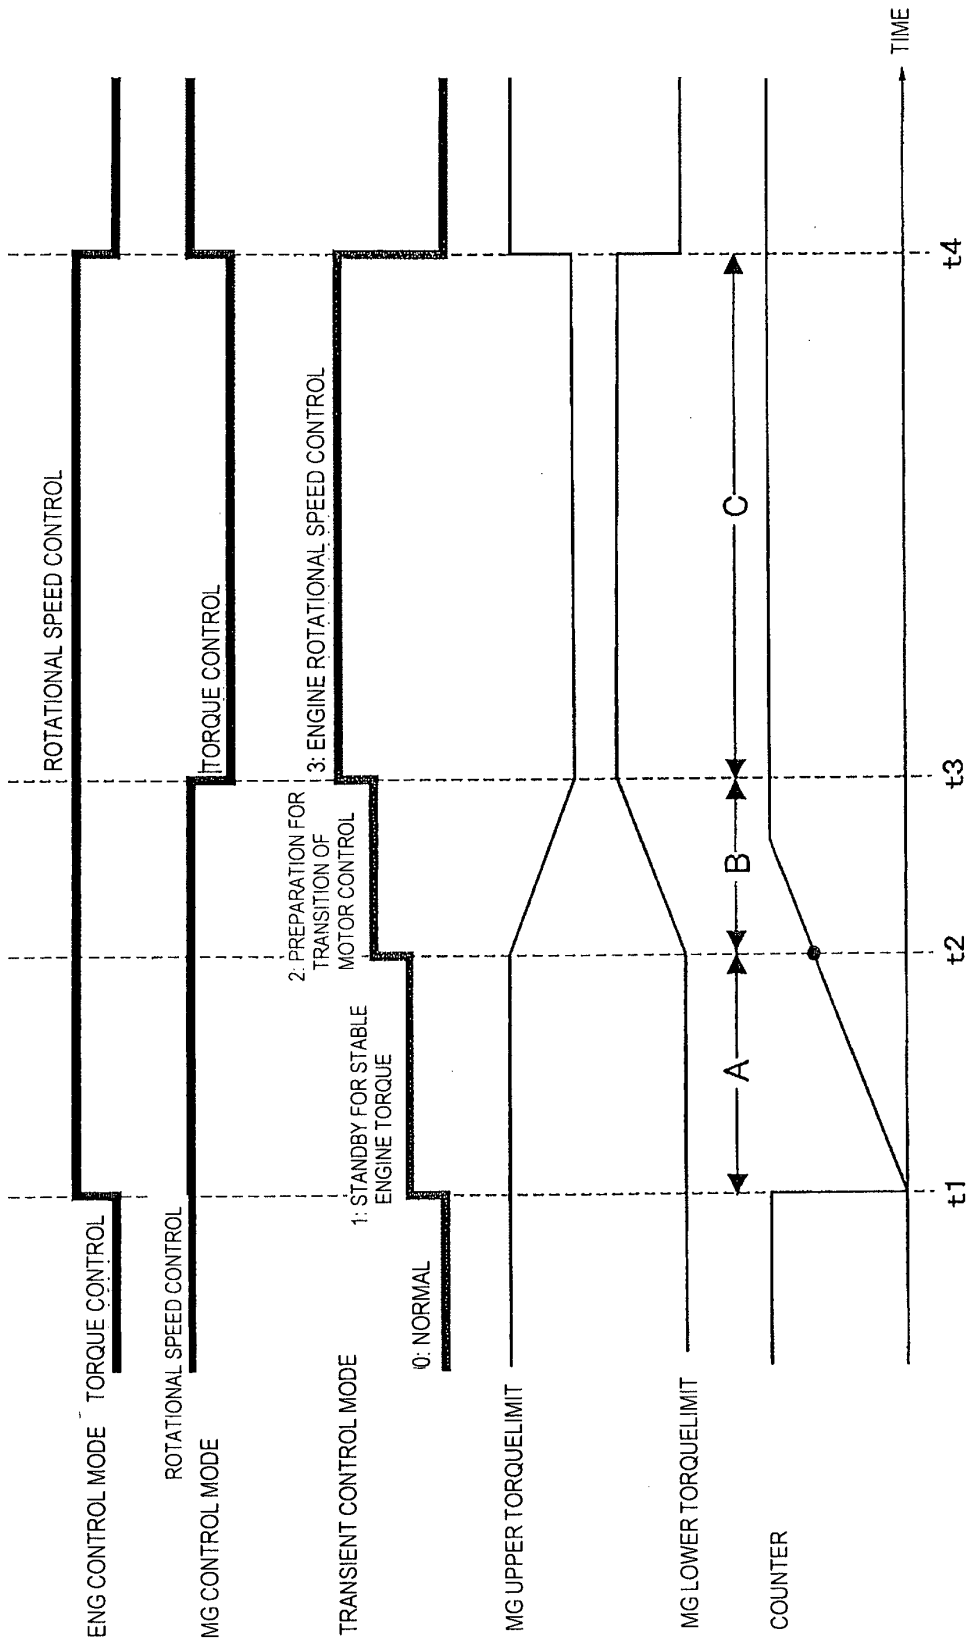 ENG CONTROL MODE
TORQUE CONTROL
ROTATIONAL SPEED CONTROL
ROTATIONAL SPEED CONTROL
MG CONTROL MODE
TORQUE CONTROL
TRANSIENT CONTROL MODE
0: NORMAL
1: STANDBY FOR STABLE
ENGINE TORQUE
2: PREPARATION FOR
TRANSITION OF
MOTOR CONTROL
3: ENGINE ROTATIONAL SPEED CONTROL
MG UPPER TORQUELIMIT
MG LOWER TORQUELIMIT
A
B
C
COUNTER
t1
t2
t3
t4
TIME